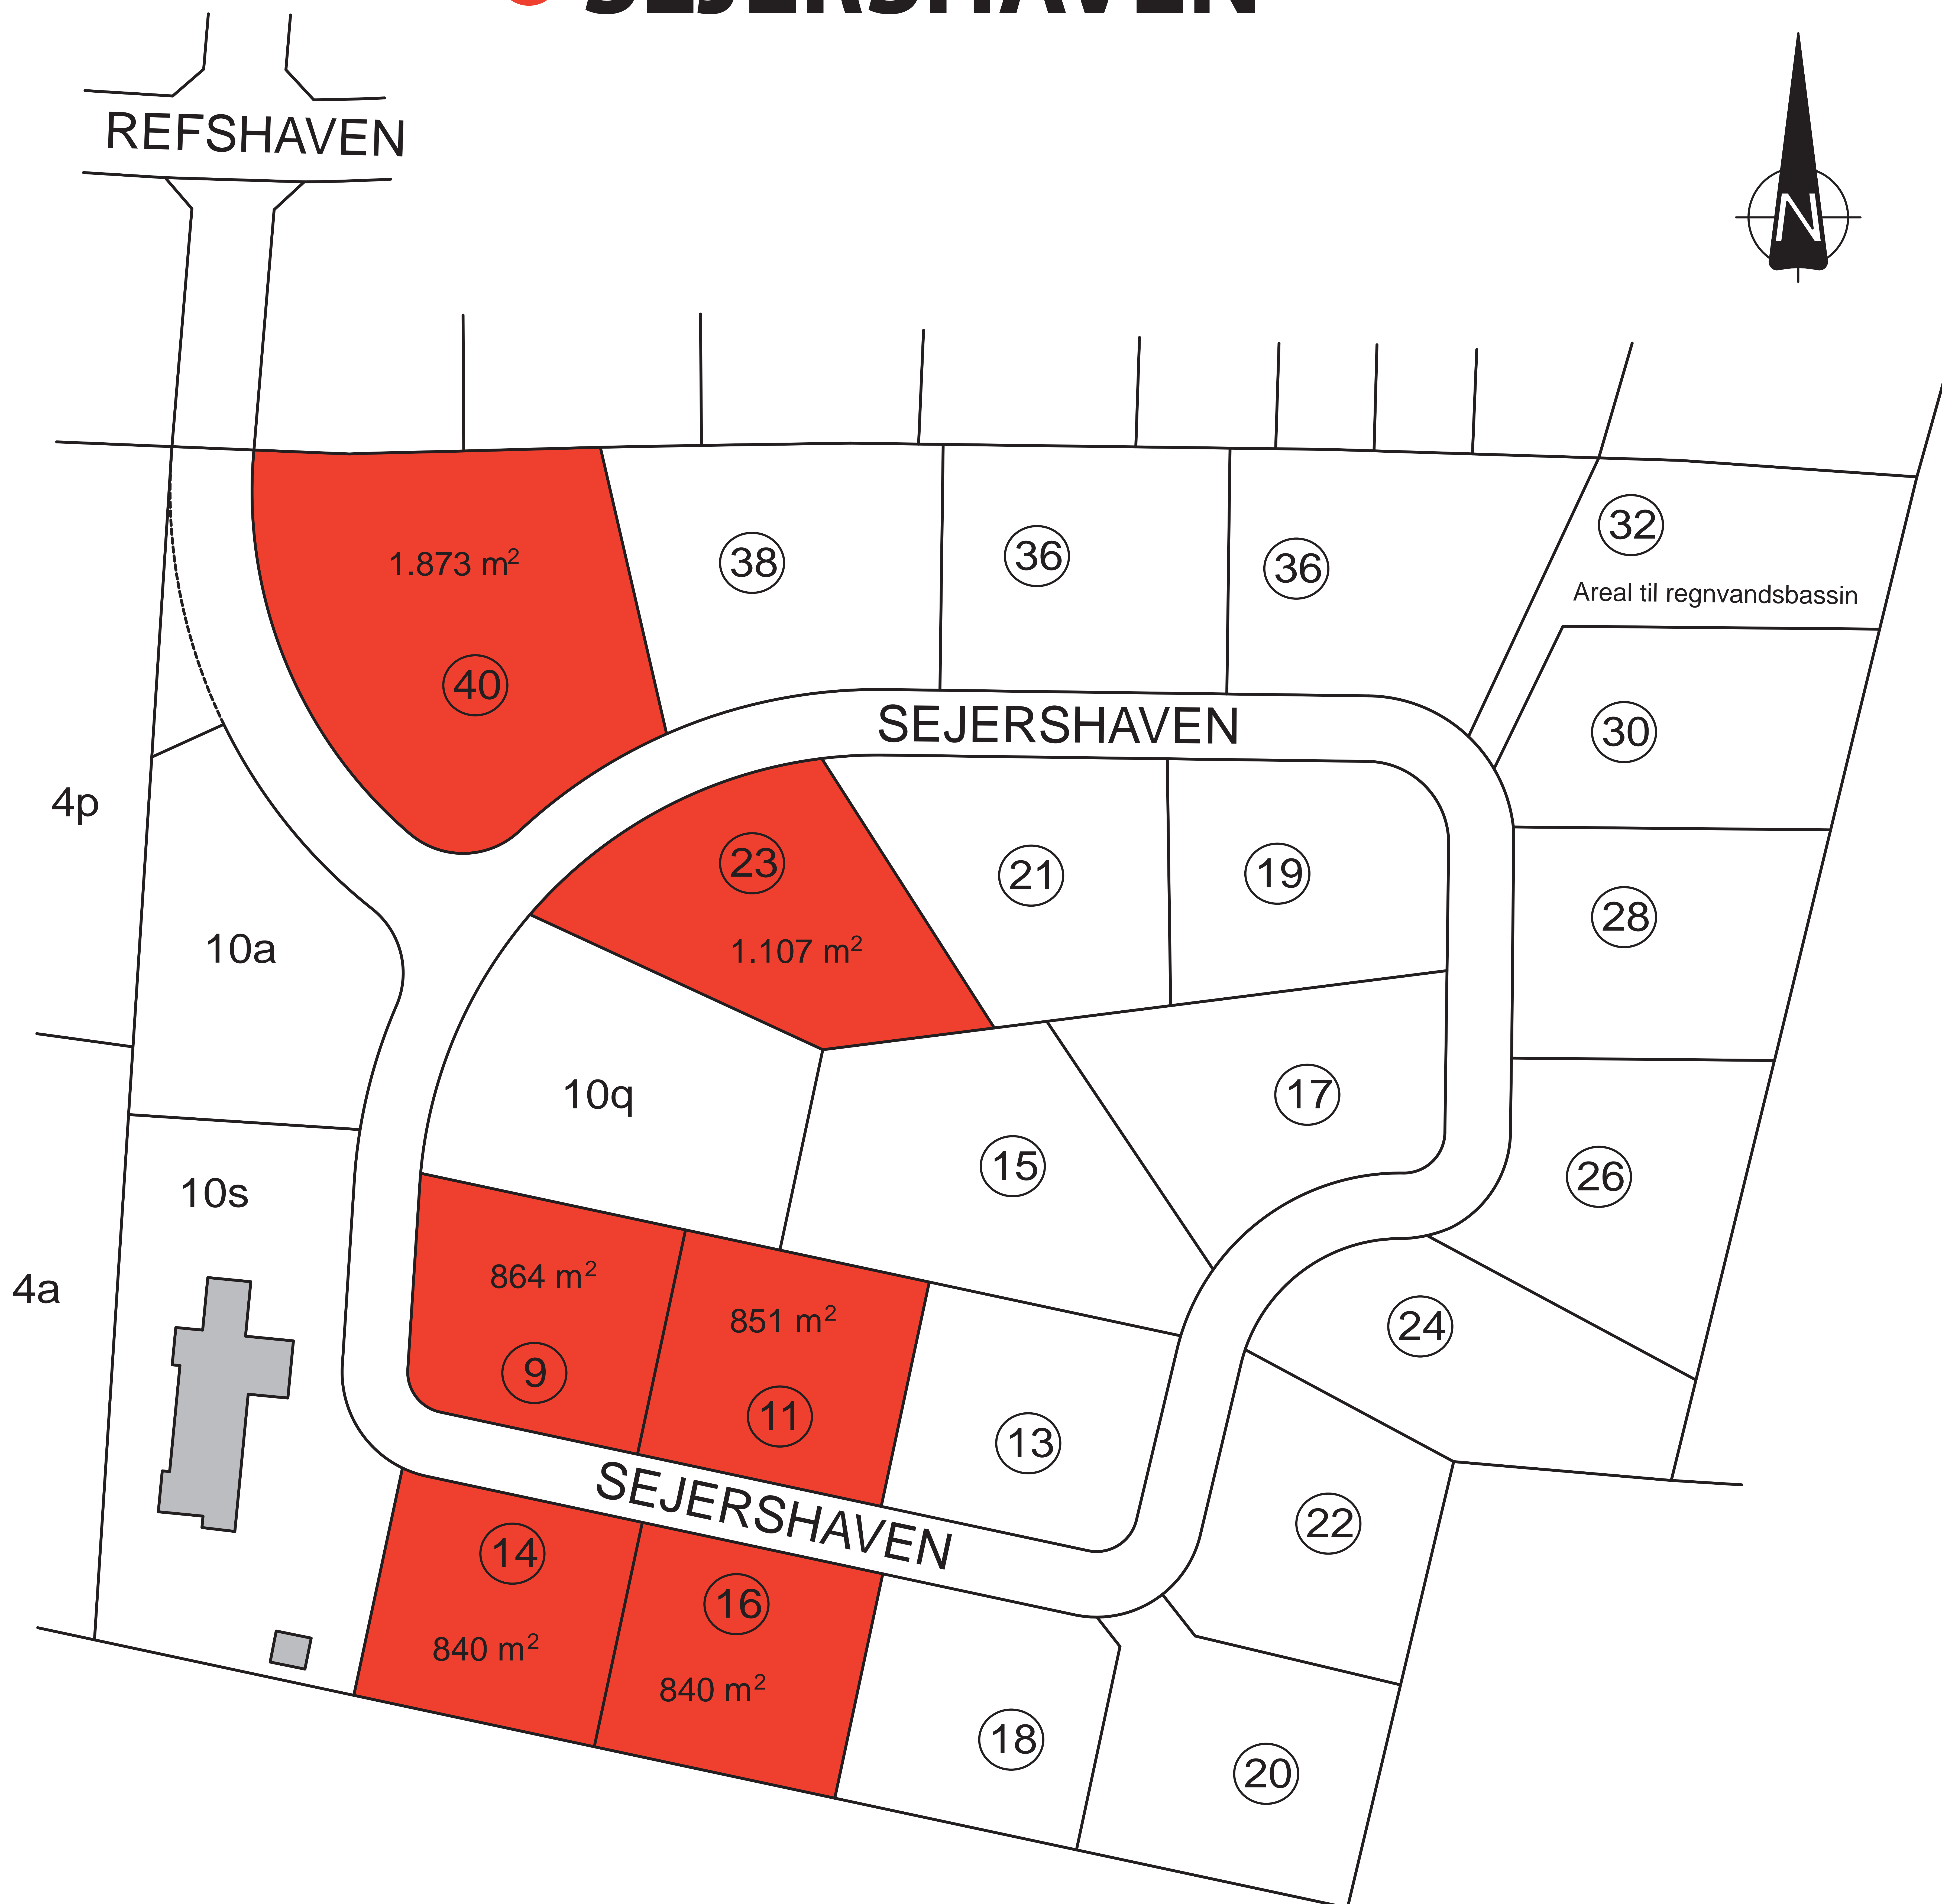 SEJERSHAVEN
REFSHAVEN
N
32
Areal til regnvandsbassin
1.873 m²
40
38
36
36
30
SEJERSHAVEN
4p
23
1.107 m²
21
19
28
10a
10q
17
15
26
10s
4a
864 m²
9
851 m²
11
13
24
22
SEJERSHAVEN
14
840 m²
16
840 m²
18
20